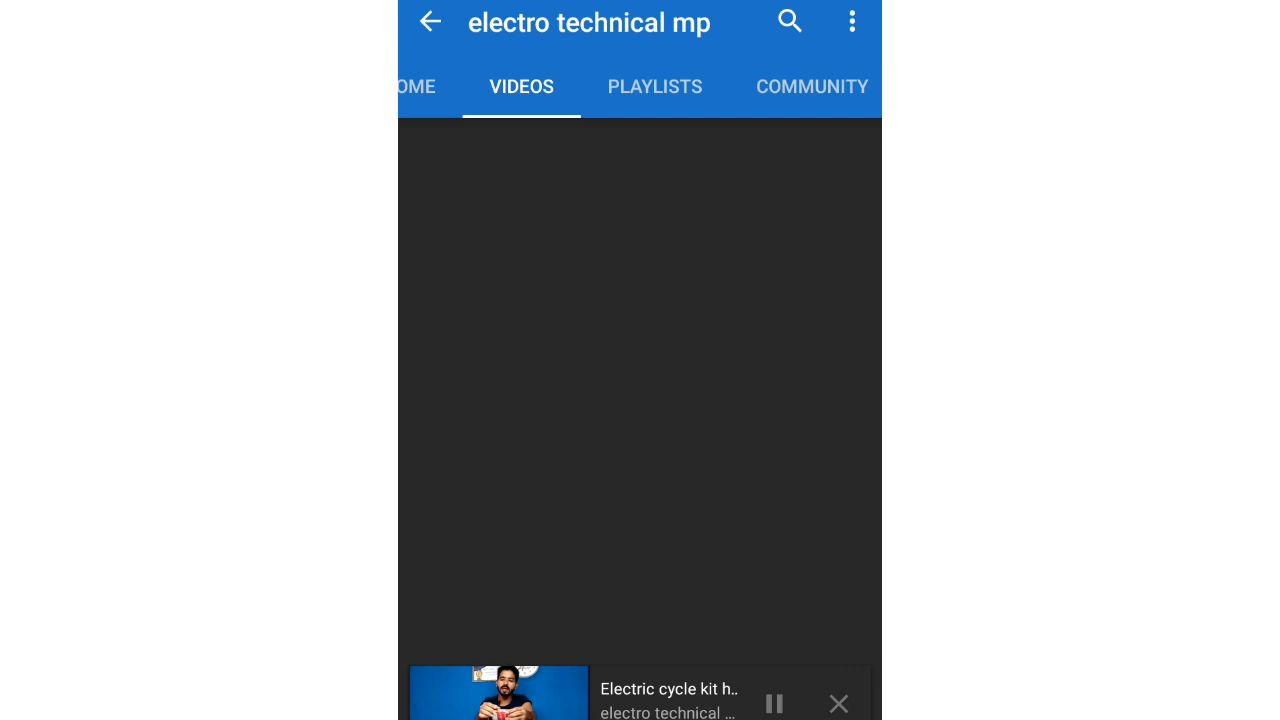 electro technical mp
OME VIDEOS PLAYLISTS COMMUNITY
Electric cycle kit h..
electro technical ...